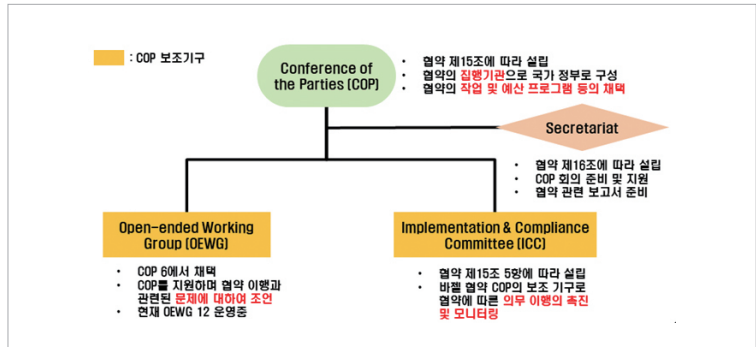 : COP 보조기구
Conference of
the Parties (COP)
• 협약 제15조에 따라 설립
• 협약의 집행기관으로 국가 정부로 구성
• 협약의 작업 및 예산 프로그램 등의 채택
Secretariat
• 협약 제16조에 따라 설립
• COP 회의 준비 및 지원
• 협약 관련 보고서 준비
Open-ended Working
Group (OEWG)
• COP 6에서 채택
• COP를 지원하며 협약 이행과
관련된 문제에 대하여 조언
• 현재 OEWG 12 운영중
Implementation & Compliance
Committee (ICC)
• 협약 제15조 5항에 따라 설립
• 바젤 협약 COP의 보조 기구로
협약에 따른 의무 이행의 촉진
및 모니터링